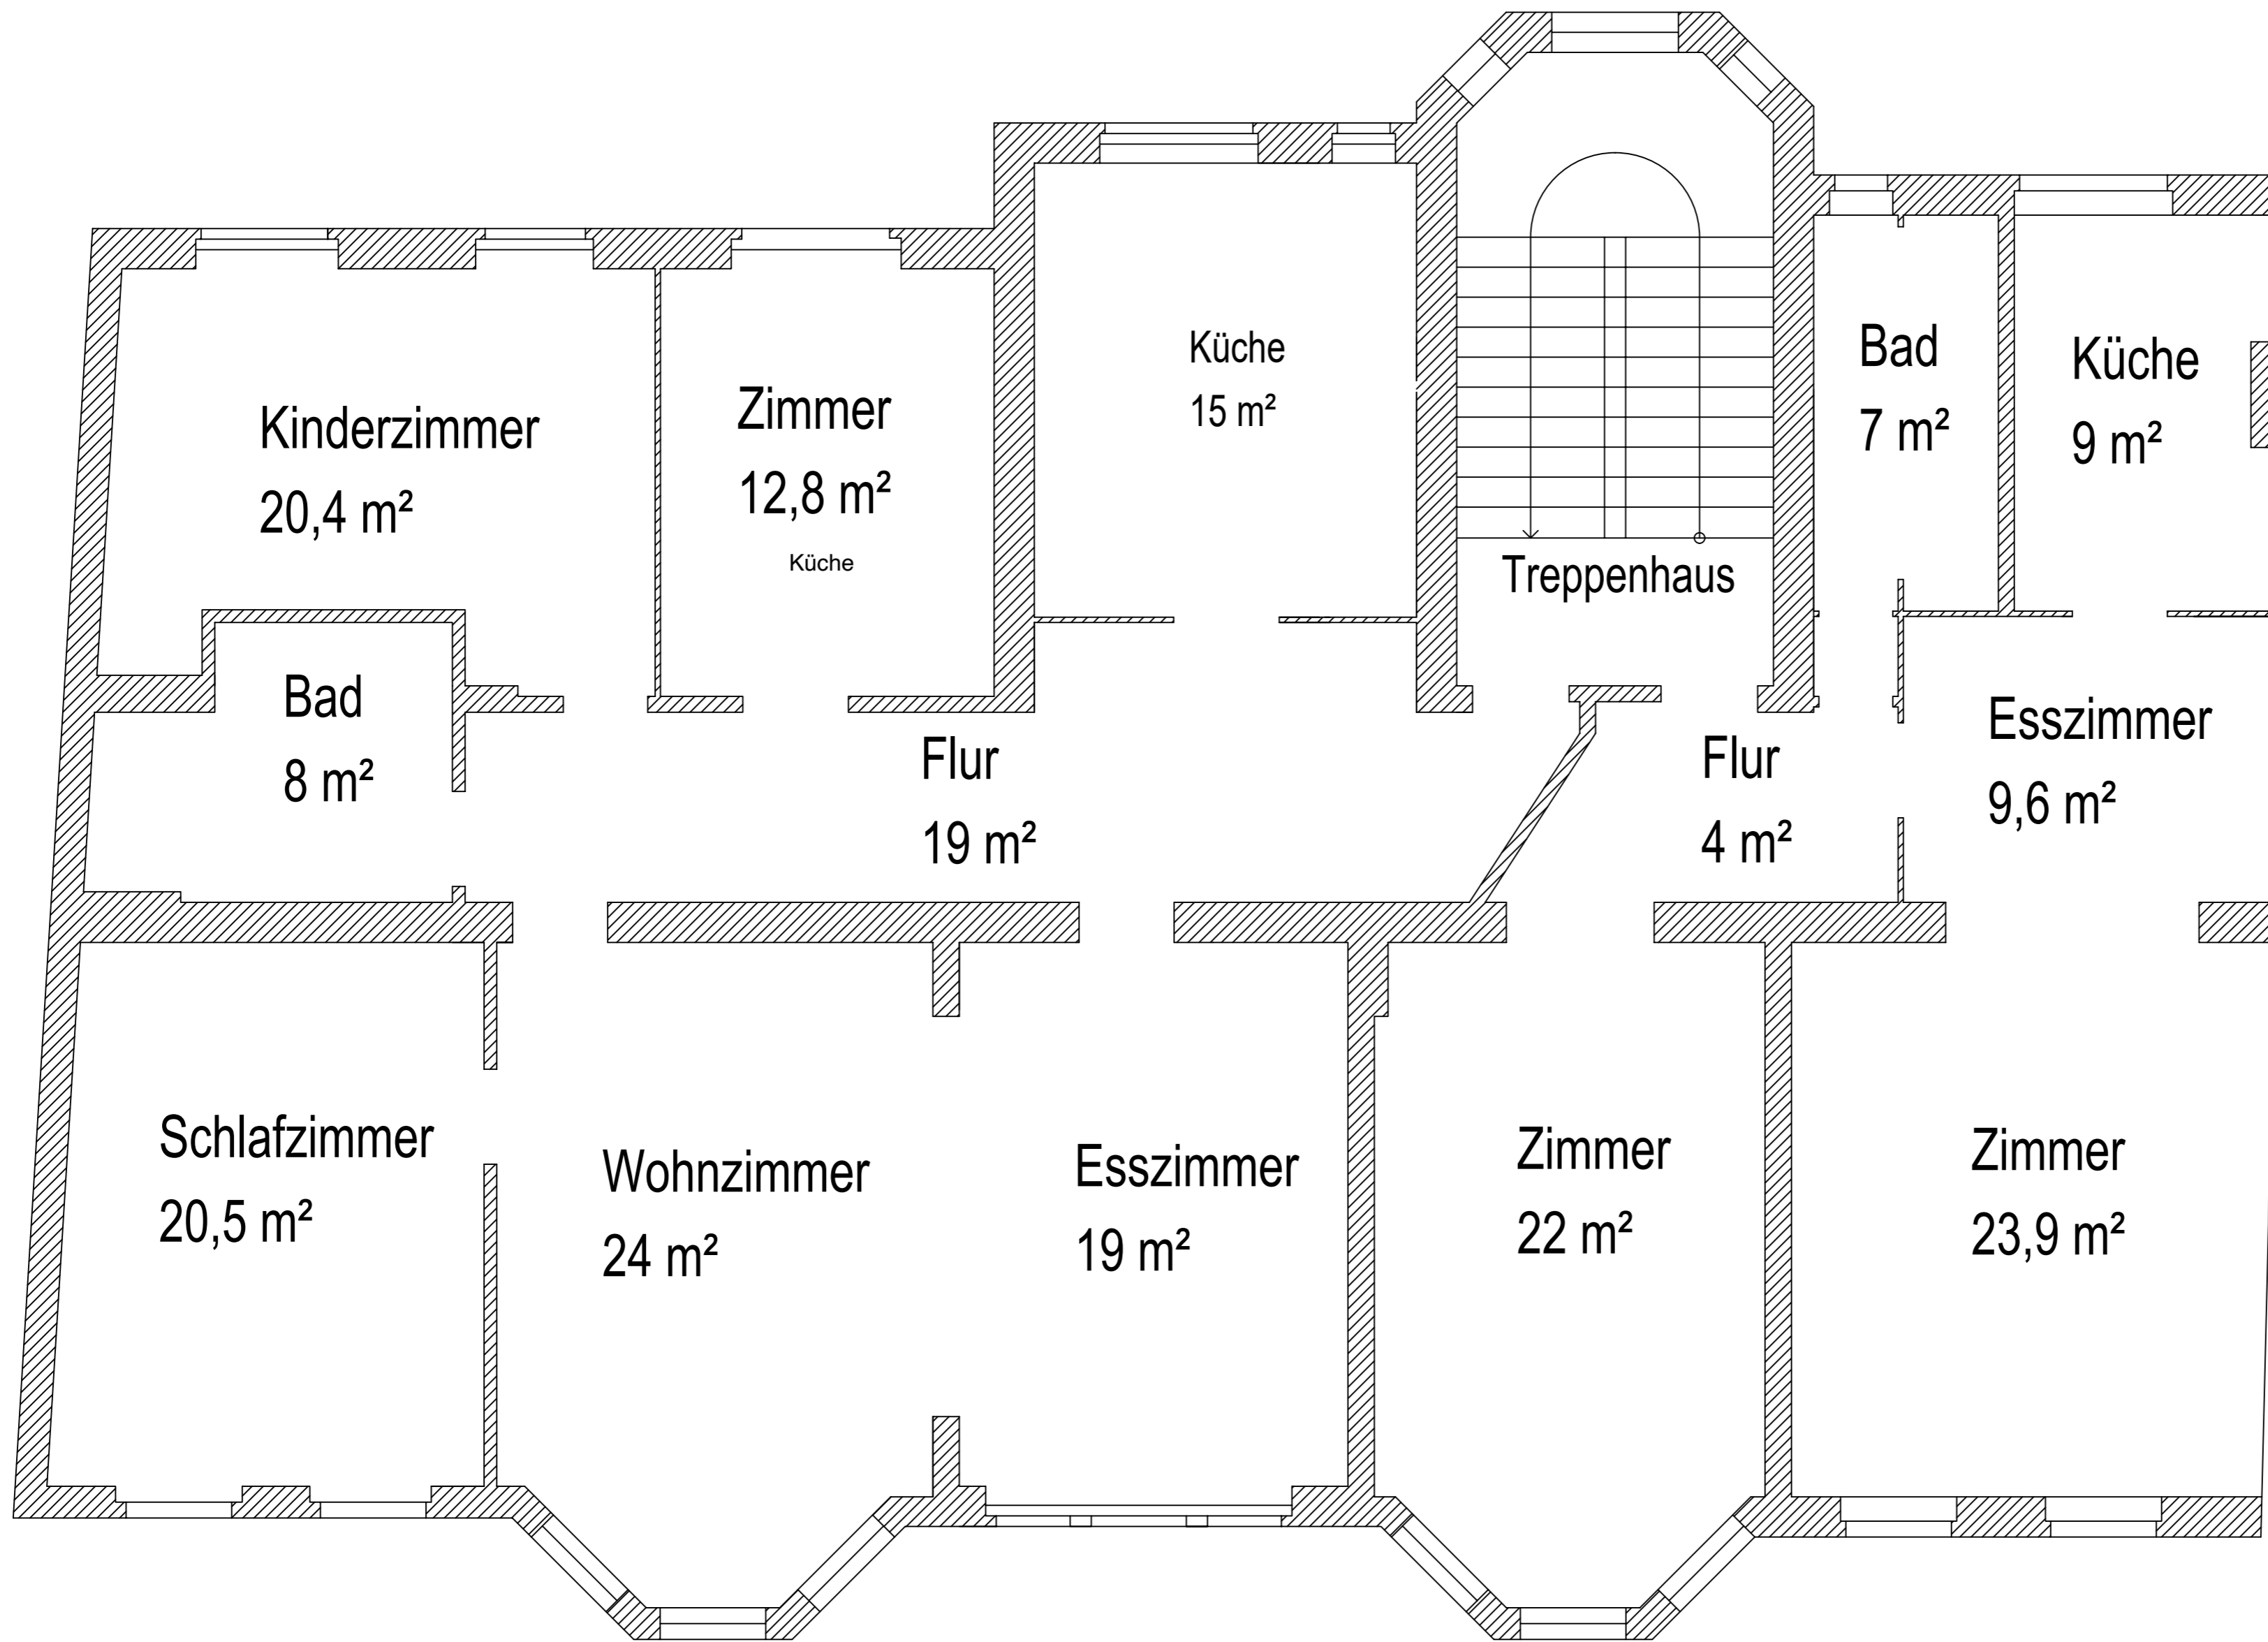 Küche
15 m²
Bad
7 m²
Küche
9 m²
Kinderzimmer
20,4 m²
Zimmer
12,8 m²
Küche
Treppenhaus
Bad
8 m²
Flur
19 m²
Flur
4 m²
Esszimmer
9,6 m²
Schlafzimmer
20,5 m²
Wohnzimmer
24 m²
Esszimmer
19 m²
Zimmer
22 m²
Zimmer
23,9 m²